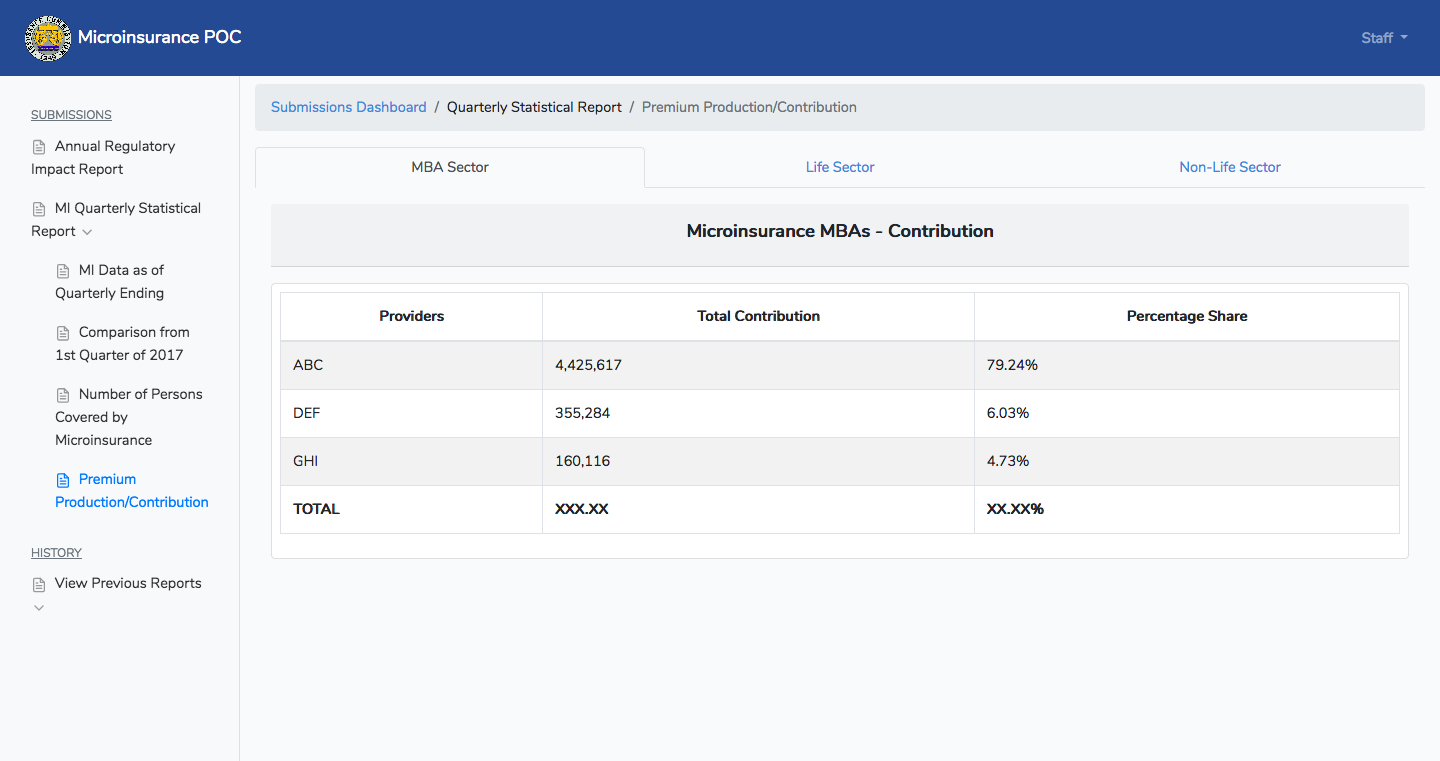 Microinsurance POC
Staff
SUBMISSIONS
Annual Regulatory
Impact Report
MI Quarterly Statistical
Report
MI Data as of
Quarterly Ending
Comparison from
1st Quarter of 2017
Number of Persons
Covered by
Microinsurance
Premium
Production/Contribution
HISTORY
View Previous Reports
Submissions Dashboard / Quarterly Statistical Report / Premium Production/Contribution
MBA Sector Life Sector Non-Life Sector
Microinsurance MBAs - Contribution
Providers Total Contribution Percentage Share
ABC 4,425,617 79.24%
DEF 355,284 6.03%
GHI 160,116 4.73%
TOTAL XXX.XX XX.XX%